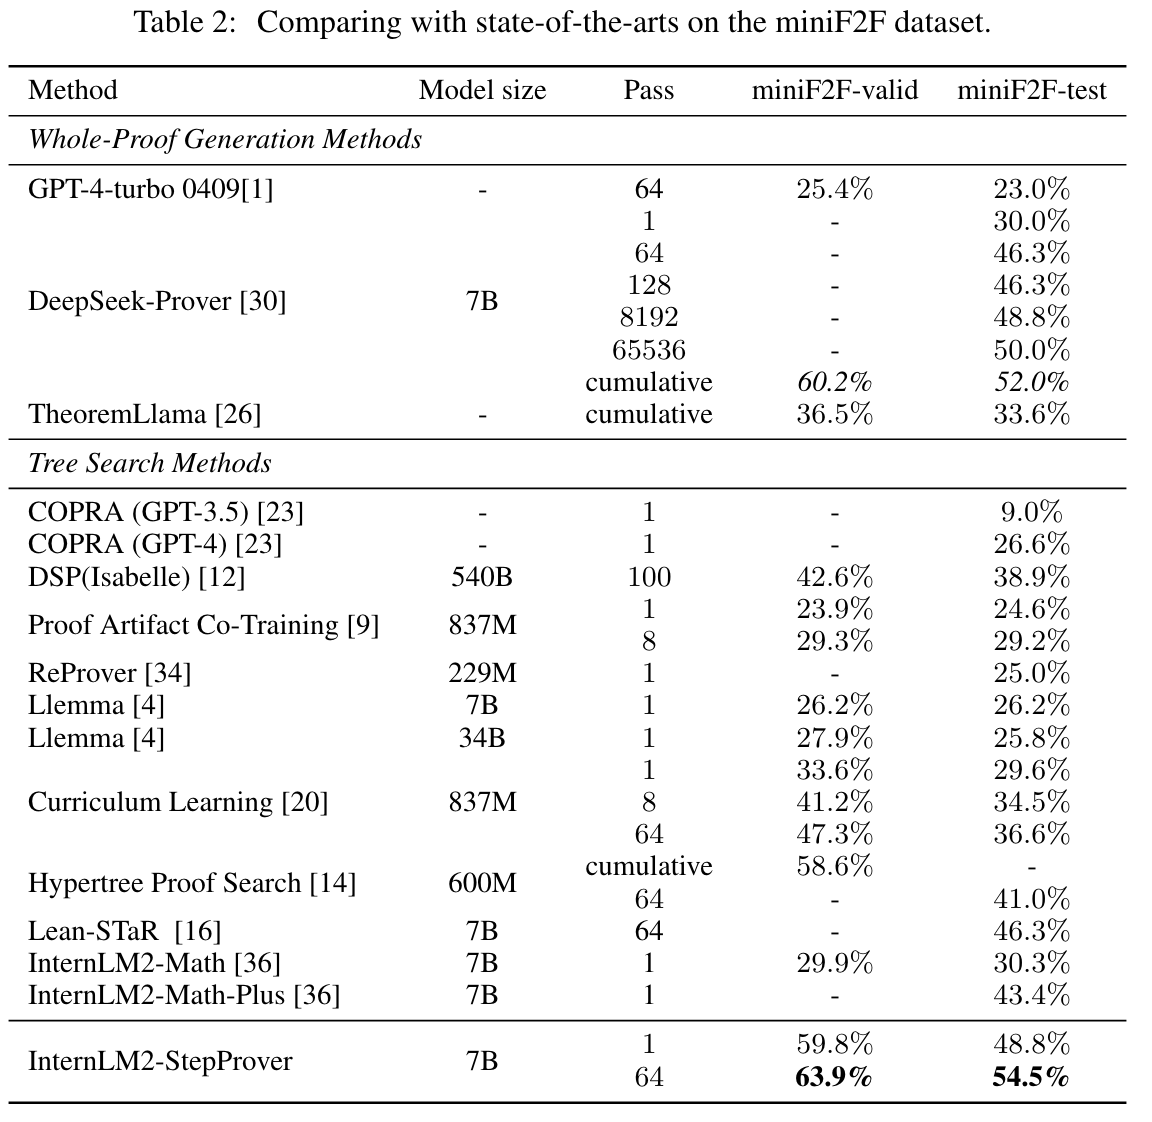 Table 2: Comparing with state-of-the-arts on the miniF2F dataset.
Method Model size Pass miniF2F-valid miniF2F-test
Whole-Proof Generation Methods
GPT-4-turbo 0409[1] - 64 25.4% 23.0%
1 - 30.0%
64 - 46.3%
128 - 46.3%
DeepSeek-Prover [30] 7B
8192 - 48.8%
65536 - 50.0%
cumulative 60.2% 52.0%
TheoremLlama [26] - cumulative 36.5% 33.6%
Tree Search Methods
COPRA (GPT-3.5) [23] - 1 - 9.0%
COPRA (GPT-4) [23] - 1 - 26.6%
DSP(Isabelle) [12] 540B 100 42.6% 38.9%
1 23.9% 24.6%
Proof Artifact Co-Training [9] 837M
8 29.3% 29.2%
ReProver [34] 229M 1 - 25.0%
Llemma [4] 7B 1 26.2% 26.2%
Llemma [4] 34B 1 27.9% 25.8%
1 33.6% 29.6%
Curriculum Learning [20] 837M 8 41.2% 34.5%
64 47.3% 36.6%
cumulative 58.6% -
Hypertree Proof Search [14] 600M
64 - 41.0%
Lean-STaR [16] 7B 64 - 46.3%
InternLM2-Math [36] 7B 1 29.9% 30.3%
InternLM2-Math-Plus [36] 7B 1 - 43.4%
1 59.8% 48.8%
InternLM2-StepProver 7B
64 63.9% 54.5%